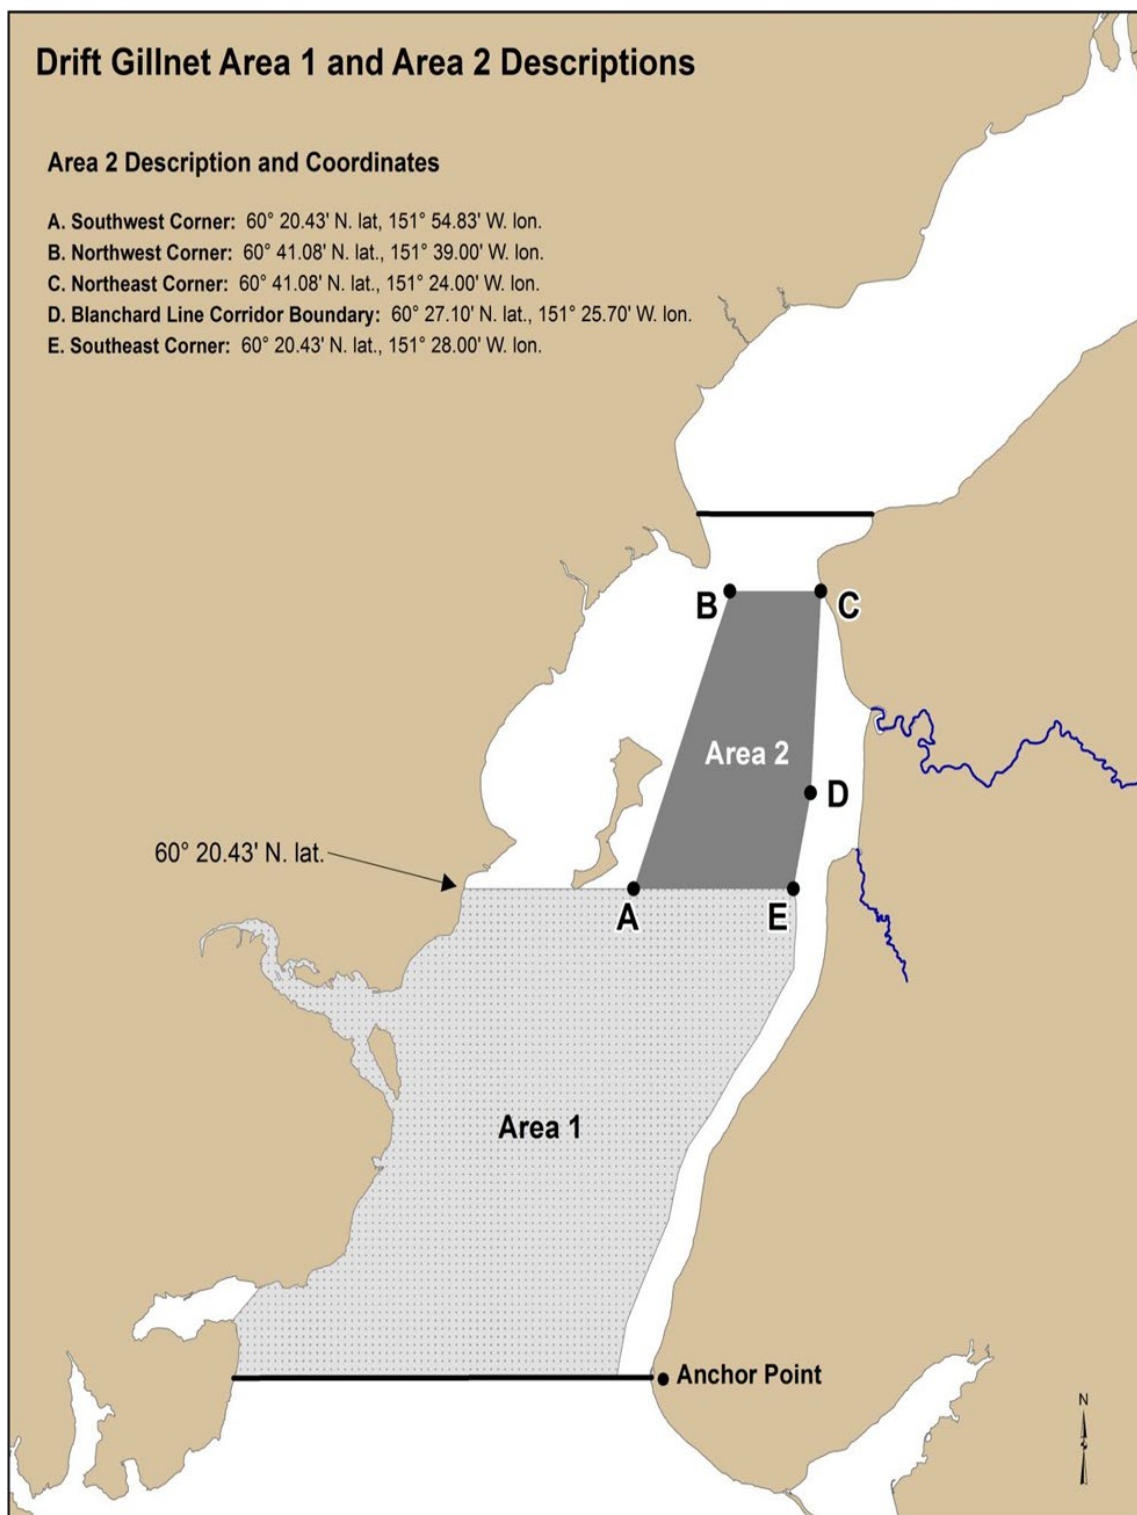 Drift Gillnet Area 1 and Area 2 Descriptions
Area 2 Description and Coordinates
A. Southwest Corner: 60° 20.43' N. lat, 151° 54.83' W. lon.
B. Northwest Corner: 60° 41.08' N. lat., 151° 39.00' W. lon.
C. Northeast Corner: 60° 41.08' N. lat., 151° 24.00' W. lon.
D. Blanchard Line Corridor Boundary: 60° 27.10' N. lat., 151° 25.70' W. lon.
E. Southeast Corner: 60° 20.43' N. lat., 151° 28.00' W. lon.
B
C
Area 2
D
60° 20.43' N. lat.
A
E
Area 1
Anchor Point
N